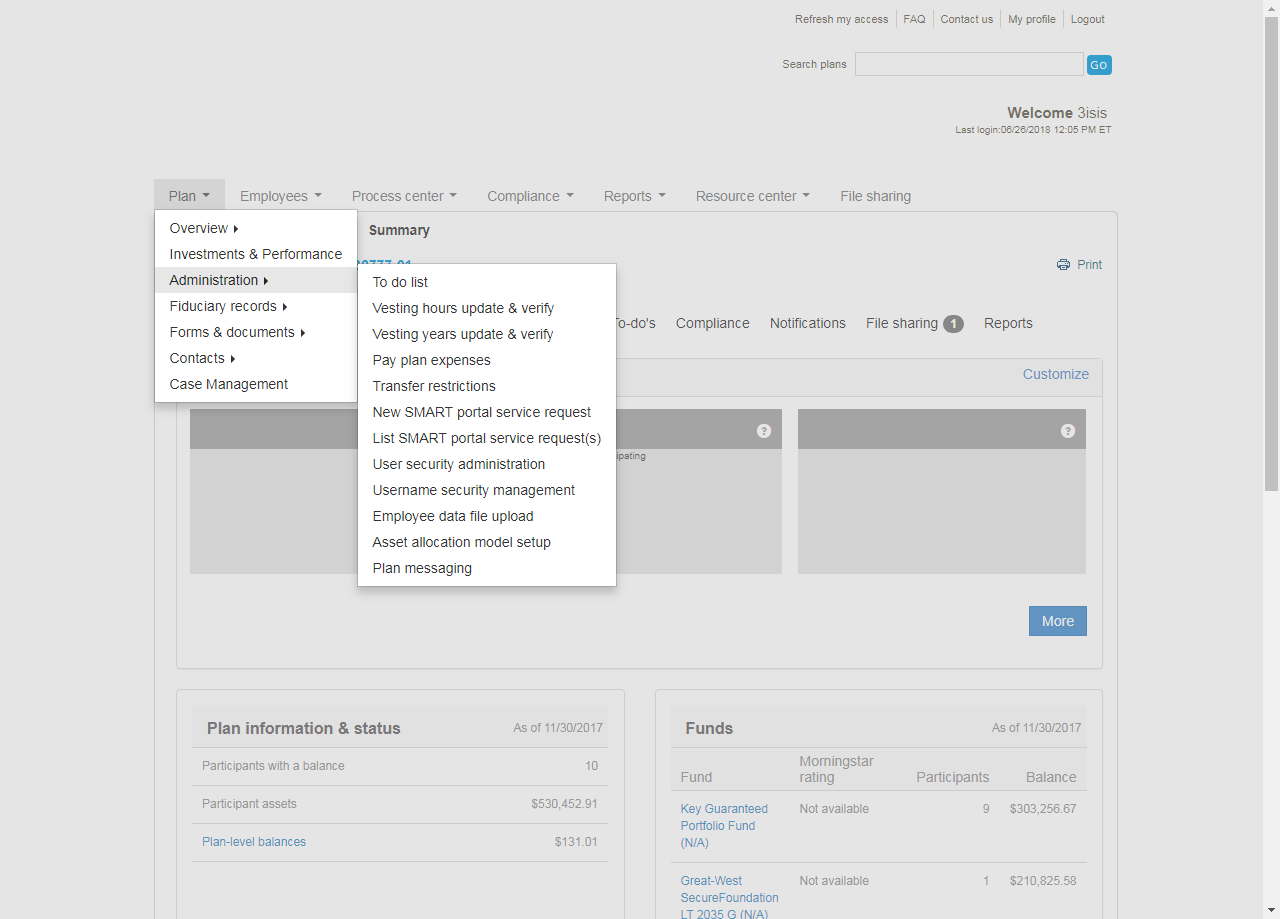 Refresh my access FAQ Contact us My profile Logout
Search plans Go
Welcome 3isis
Last login:06/26/2018 12:05 PM ET
Plan Employees Process center Compliance Reports Resource center File sharing
Overview
Investments & Performance
Administration
Fiduciary records
Forms & documents
Contacts
Case Management
Summary
Print
To do list
Vesting hours update & verify
Vesting years update & verify
Pay plan expenses
Transfer restrictions
New SMART portal service request
List SMART portal service request(s)
User security administration
Username security management
Employee data file upload
Asset allocation model setup
Plan messaging
To-do's Compliance Notifications File sharing 1 Reports
Customize
? ?
More
Plan information & status As of 11/30/2017
Participants with a balance 10
Participant assets $530,452.91
Plan-level balances $131.01
Funds As of 11/30/2017
Fund Morningstar rating Participants Balance
Key Guaranteed Portfolio Fund (N/A) Not available 9 $303,256.67
Great-West SecureFoundation LT 2035 G (N/A) Not available 1 $210,825.58